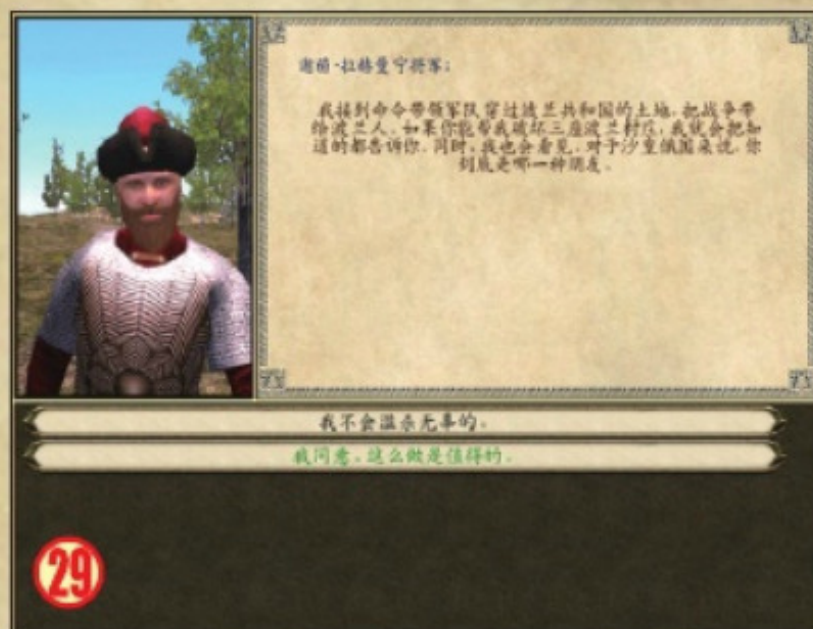 谢苗·拉赫曼宁将军:
我接到命令带领军队穿过波兰共和国的土地,把战争带
给波兰人。如果你能帮我破坏三座波兰村庄,我就会把知
道的都告诉你。同时,我也会看见,对于沙皇俄国来说,你
到底是哪一种朋友。
我不会滥杀无辜的。
我同意。这么做是值得的。
29